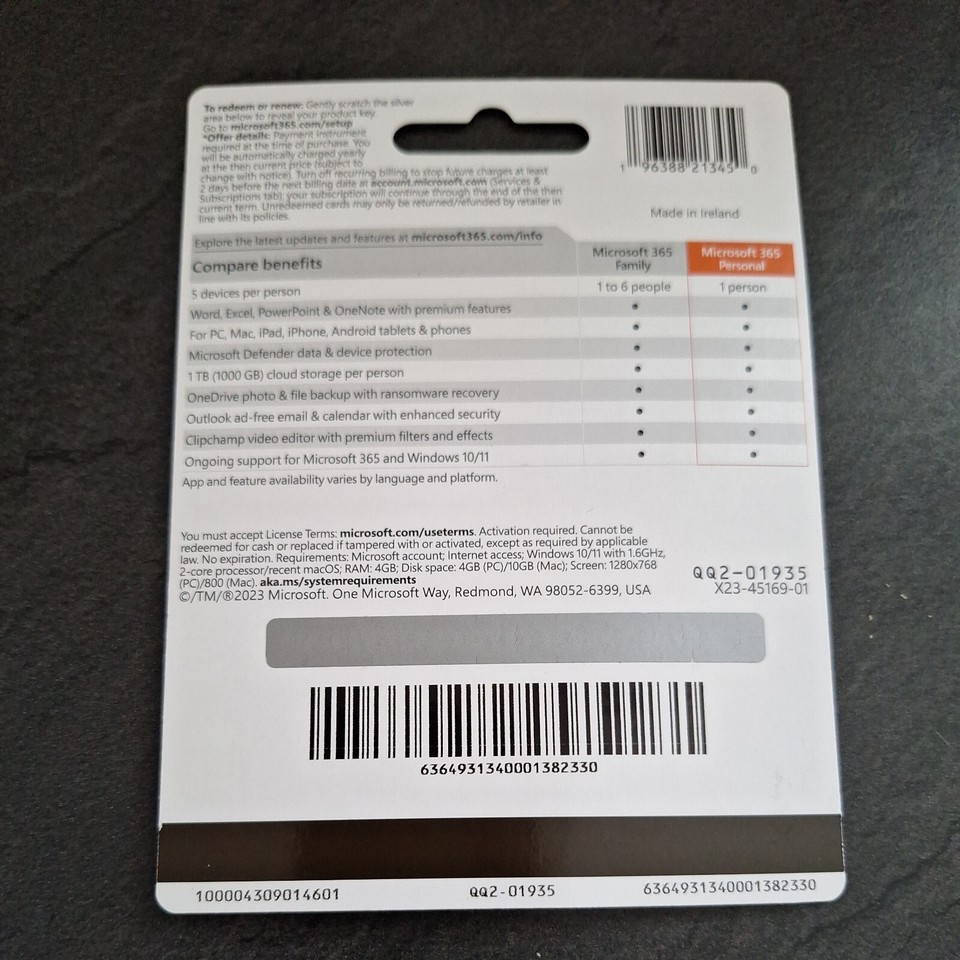 To redeem or renew: Gently scratch the silver
area below to reveal your product key.
Go to microsoft365.com/setup
*Offer details: Payment instrument
required at the time of purchase. You
will be automatically charged yearly
at the then current price (subject to
change with notice). Turn off recurring billing to stop future charges at least
2 days before the next billing date at account.microsoft.com (Services &
Subscriptions tab); your subscription will continue through the end of the then
current term. Unredeemed cards may only be returned/refunded by retailer in
line with its policies.
1 96388 21345 0
Made in Ireland
Explore the latest updates and features at microsoft365.com/info
Compare benefits
Microsoft 365
Family
Microsoft 365
Personal
5 devices per person 1 to 6 people 1 person
Word, Excel, PowerPoint & OneNote with premium features • •
For PC, Mac, iPad, iPhone, Android tablets & phones • •
Microsoft Defender data & device protection • •
1 TB (1000 GB) cloud storage per person • •
OneDrive photo & file backup with ransomware recovery • •
Outlook ad-free email & calendar with enhanced security • •
Clipchamp video editor with premium filters and effects • •
Ongoing support for Microsoft 365 and Windows 10/11 • •
App and feature availability varies by language and platform.
You must accept License Terms: microsoft.com/useterms. Activation required. Cannot be
redeemed for cash or replaced if tampered with or activated, except as required by applicable
law. No expiration. Requirements: Microsoft account; Internet access; Windows 10/11 with 1.6GHz,
2-core processor/recent macOS; RAM: 4GB; Disk space: 4GB (PC)/10GB (Mac); Screen: 1280x768
(PC)/800 (Mac). aka.ms/systemrequirements
©/TM/®2023 Microsoft. One Microsoft Way, Redmond, WA 98052-6399, USA
QQ2-01935
X23-45169-01
6364931340001382330
100004309014601 QQ2-01935 6364931340001382330